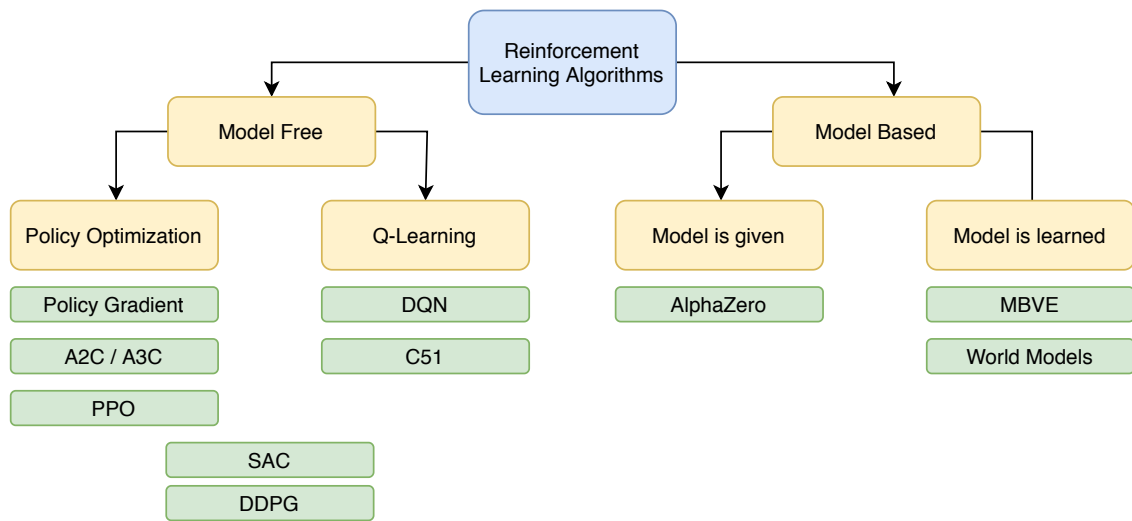 Reinforcement
Learning Algorithms
Model Free
Model Based
Policy Optimization
Q-Learning
Model is given
Model is learned
Policy Gradient
DQN
AlphaZero
MBVE
A2C / A3C
C51
World Models
PPO
SAC
DDPG